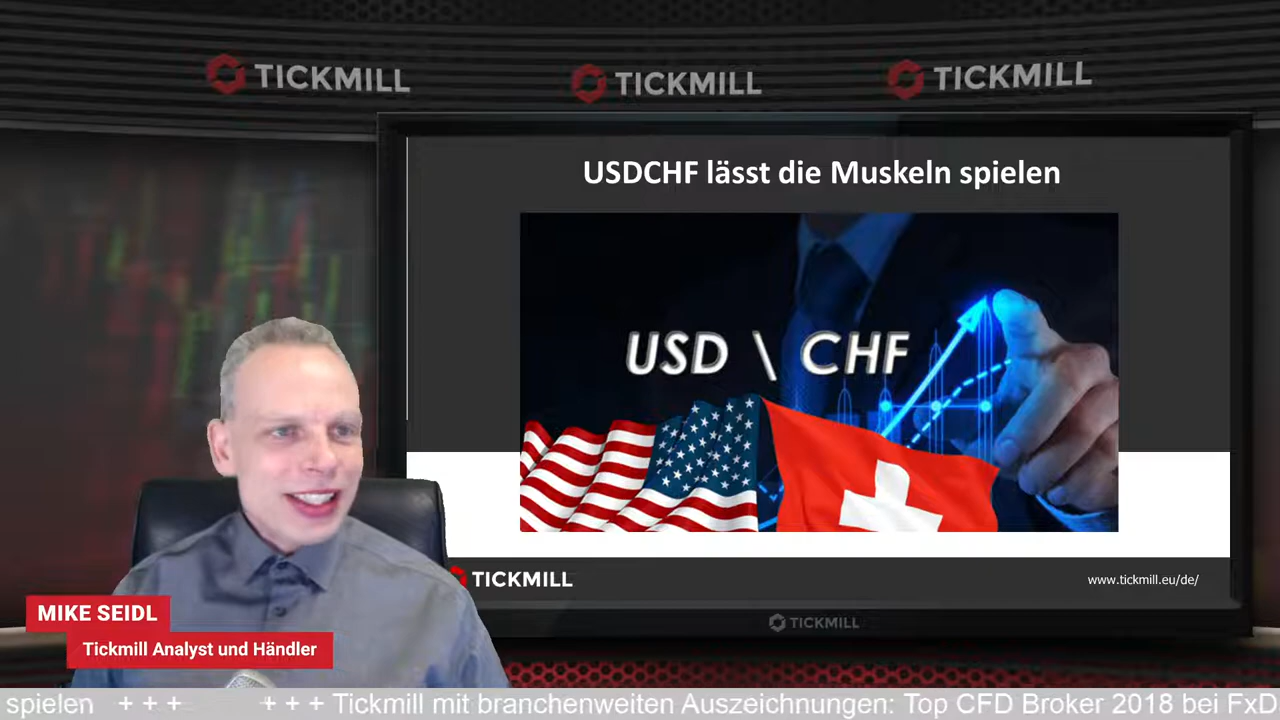 TICKMILL
TICKMILL
TICKMILL
USDCHF lässt die Muskeln spielen
USD \ CHF
TICKMILL
www.tickmill.eu/de/
TICKMILL
MIKE SEIDL
Tickmill Analyst und Händler
spielen + + + + + + Tickmill mit branchenweiten Auszeichnungen: Top CFD Broker 2018 bei FxD